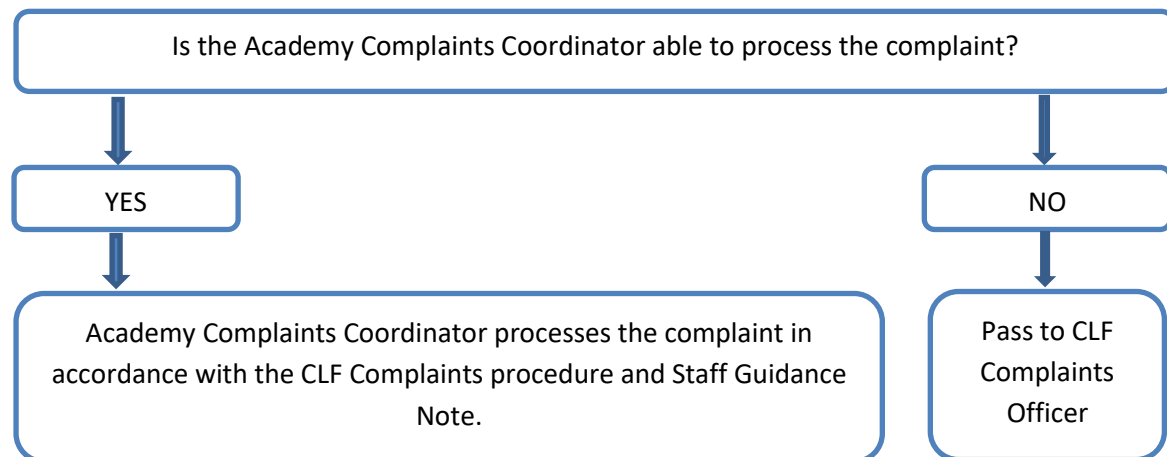 Is the Academy Complaints Coordinator able to process the complaint?
YES
NO
Academy Complaints Coordinator processes the complaint in
accordance with the CLF Complaints procedure and Staff Guidance
Note.
Pass to CLF
Complaints
Officer